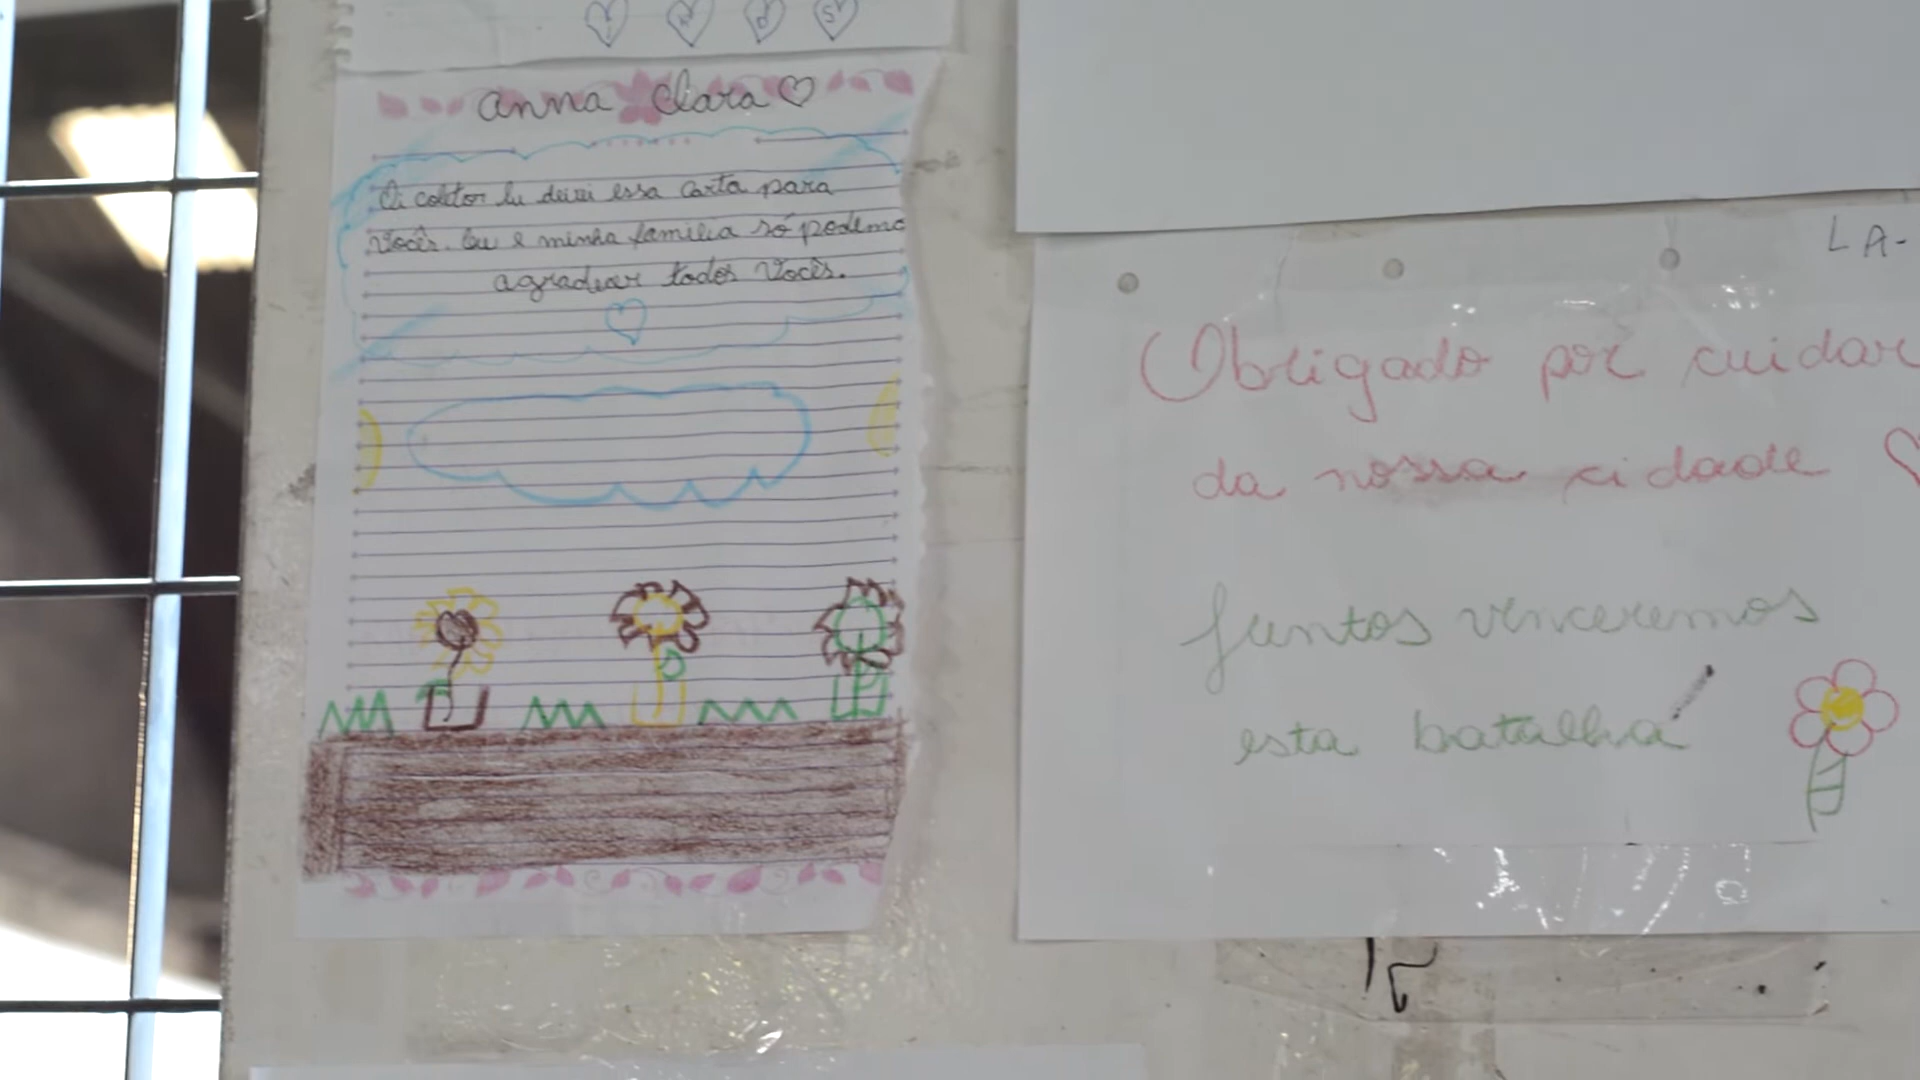 anna Clara
Oi coletor eu deixei essa carta para
Vocês. Eu e minha família só podemo
agradecer todos Vocês.
LA-
Obrigado por cuidar
da nossa cidade
Juntos venceremos
esta batalha